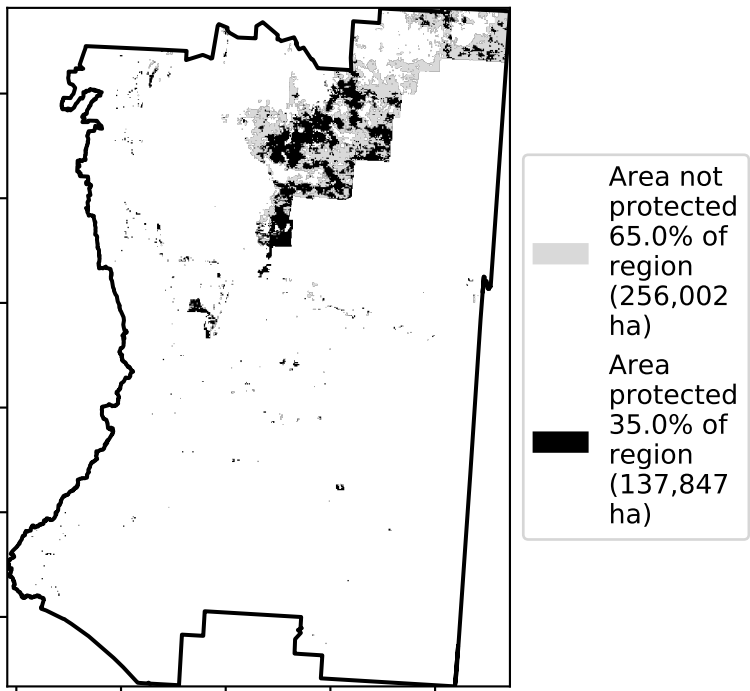 Area not
protected
65.0% of
region
(256,002
ha)
Area
protected
35.0% of
region
(137,847
ha)